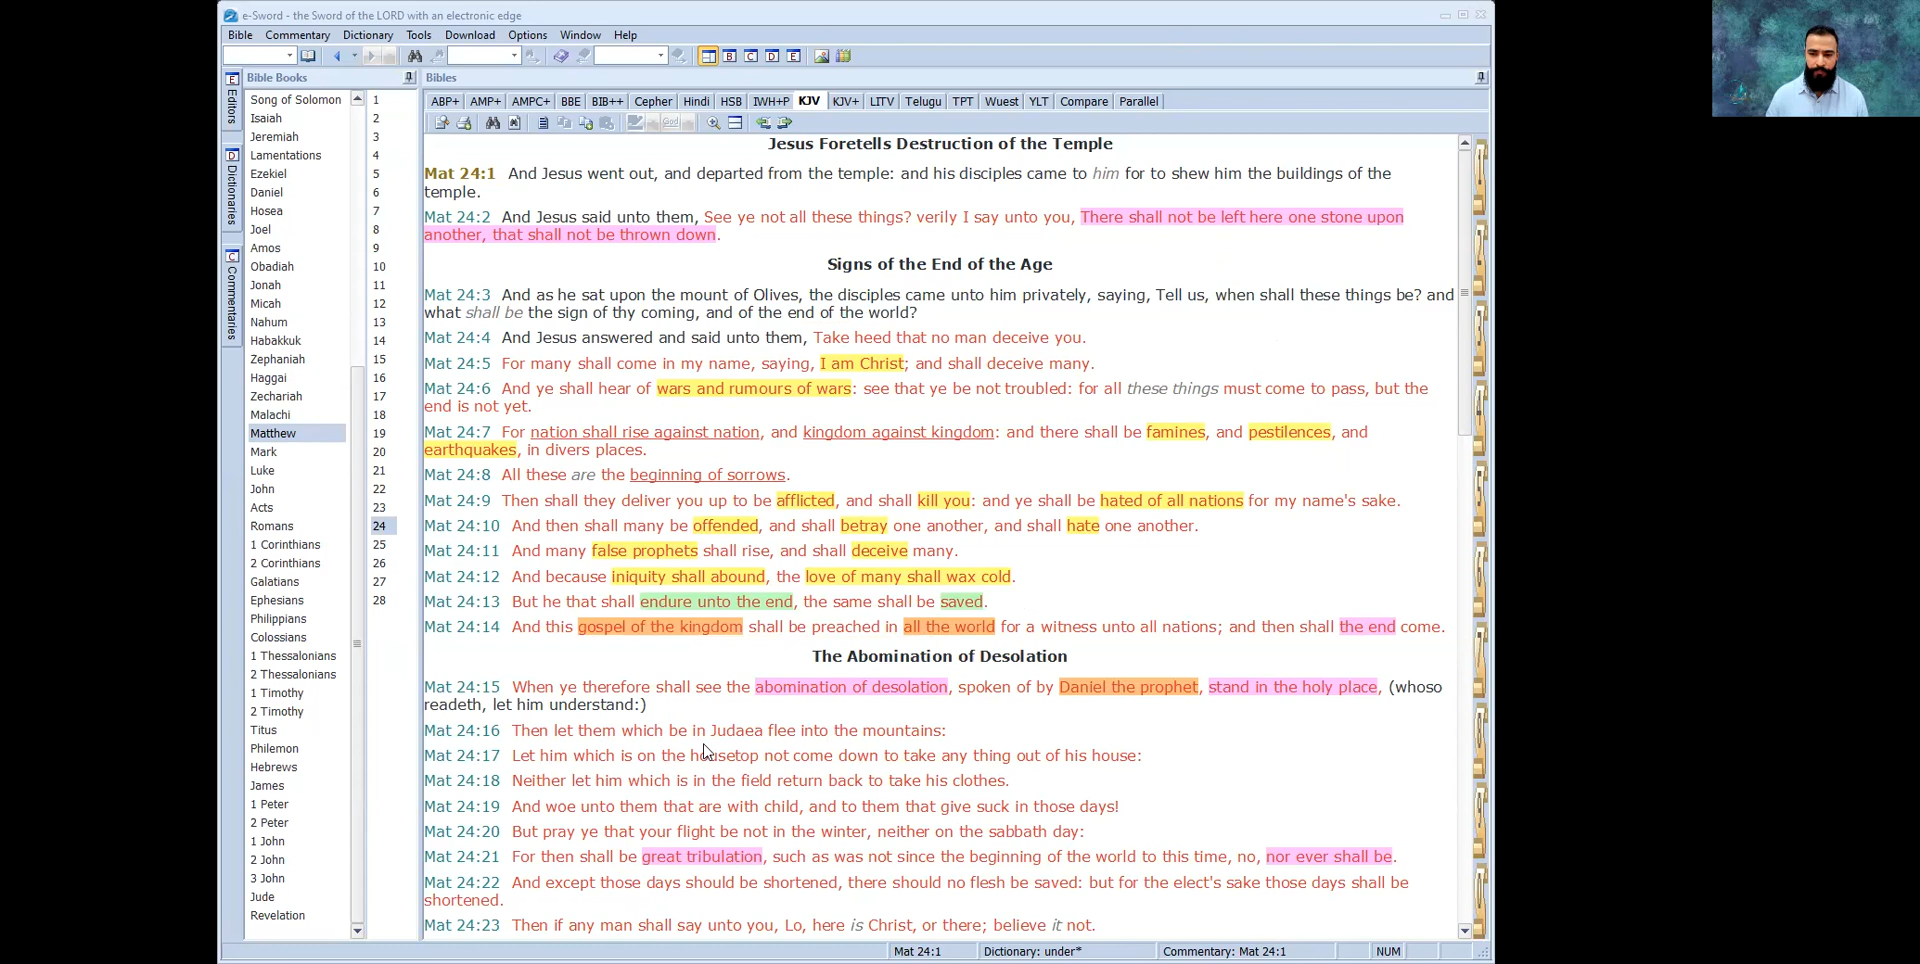 e-Sword - the Sword of the LORD with an electronic edge
Bible Commentary Dictionary Tools Download Options Window Help
B C D E
Bible Books
Bibles
E Editors
D Dictionaries
C Commentaries
Song of Solomon 1
Isaiah 2
Jeremiah 3
Lamentations 4
Ezekiel 5
Daniel 6
Hosea 7
Joel 8
Amos 9
Obadiah 10
Jonah 11
Micah 12
Nahum 13
Habakkuk 14
Zephaniah 15
Haggai 16
Zechariah 17
Malachi 18
Matthew 19
Mark 20
Luke 21
John 22
Acts 23
Romans 24
1 Corinthians 25
2 Corinthians 26
Galatians 27
Ephesians 28
Philippians
Colossians
1 Thessalonians
2 Thessalonians
1 Timothy
2 Timothy
Titus
Philemon
Hebrews
James
1 Peter
2 Peter
1 John
2 John
3 John
Jude
Revelation
ABP+ AMP+ AMPC+ BBE BIB++ Cepher Hindi HSB IWH+P KJV KJV+ LITV Telugu TPT Wuest YLT Compare Parallel
God
Jesus Foretells Destruction of the Temple
Mat 24:1 And Jesus went out, and departed from the temple: and his disciples came to him for to shew him the buildings of the
temple.
Mat 24:2 And Jesus said unto them, See ye not all these things? verily I say unto you, There shall not be left here one stone upon
another, that shall not be thrown down.
Signs of the End of the Age
Mat 24:3 And as he sat upon the mount of Olives, the disciples came unto him privately, saying, Tell us, when shall these things be? and
what shall be the sign of thy coming, and of the end of the world?
Mat 24:4 And Jesus answered and said unto them, Take heed that no man deceive you.
Mat 24:5 For many shall come in my name, saying, I am Christ; and shall deceive many.
Mat 24:6 And ye shall hear of wars and rumours of wars: see that ye be not troubled: for all these things must come to pass, but the
end is not yet.
Mat 24:7 For nation shall rise against nation, and kingdom against kingdom: and there shall be famines, and pestilences, and
earthquakes, in divers places.
Mat 24:8 All these are the beginning of sorrows.
Mat 24:9 Then shall they deliver you up to be afflicted, and shall kill you: and ye shall be hated of all nations for my name's sake.
Mat 24:10 And then shall many be offended, and shall betray one another, and shall hate one another.
Mat 24:11 And many false prophets shall rise, and shall deceive many.
Mat 24:12 And because iniquity shall abound, the love of many shall wax cold.
Mat 24:13 But he that shall endure unto the end, the same shall be saved.
Mat 24:14 And this gospel of the kingdom shall be preached in all the world for a witness unto all nations; and then shall the end come.
The Abomination of Desolation
Mat 24:15 When ye therefore shall see the abomination of desolation, spoken of by Daniel the prophet, stand in the holy place, (whoso
readeth, let him understand:)
Mat 24:16 Then let them which be in Judaea flee into the mountains:
Mat 24:17 Let him which is on the housetop not come down to take any thing out of his house:
Mat 24:18 Neither let him which is in the field return back to take his clothes.
Mat 24:19 And woe unto them that are with child, and to them that give suck in those days!
Mat 24:20 But pray ye that your flight be not in the winter, neither on the sabbath day:
Mat 24:21 For then shall be great tribulation, such as was not since the beginning of the world to this time, no, nor ever shall be.
Mat 24:22 And except those days should be shortened, there should no flesh be saved: but for the elect's sake those days shall be
shortened.
Mat 24:23 Then if any man shall say unto you, Lo, here is Christ, or there; believe it not.
1
2
3
4
5
6
7
8
9
Mat 24:1 Dictionary: under* Commentary: Mat 24:1 NUM